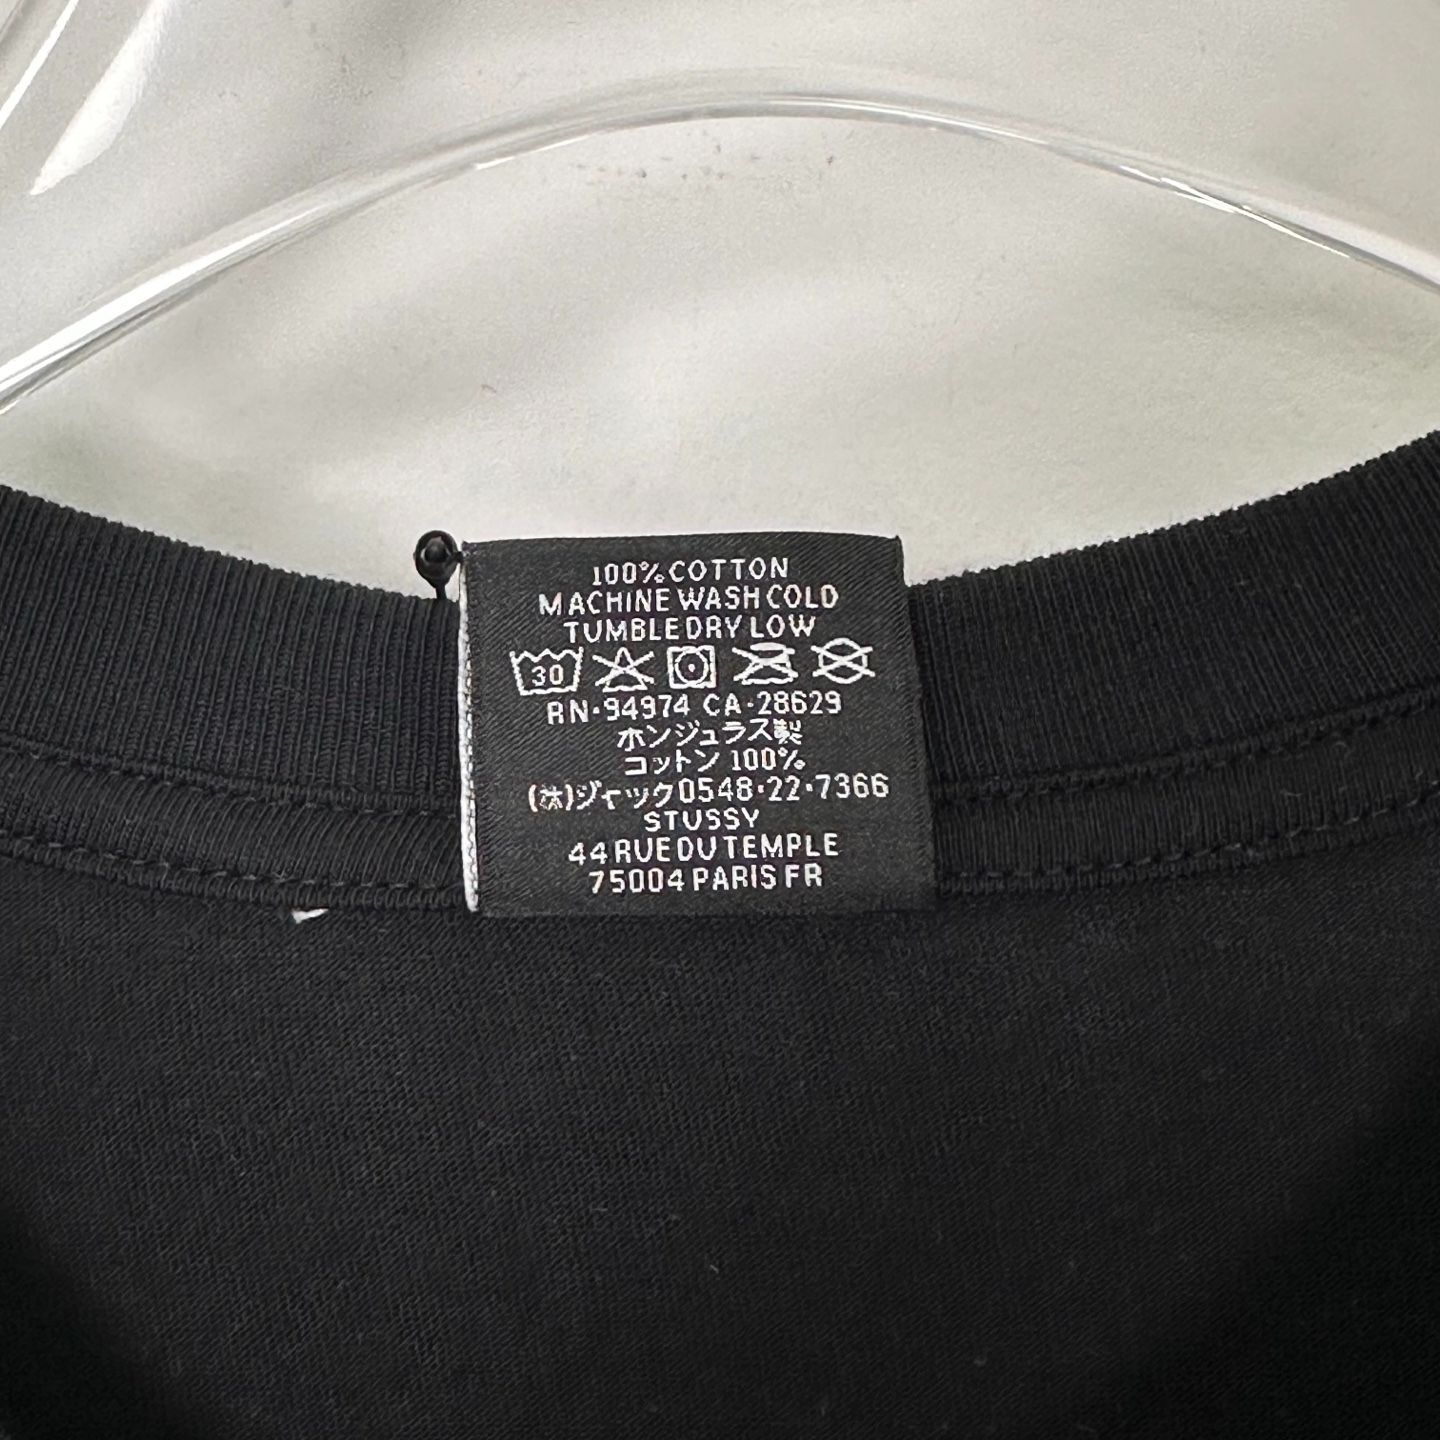 100% COTTON
MACHINE WASH COLD
TUMBLE DRY LOW
30
RN-94974 CA-28629
ホンジュラス製
コットン 100%
(株)ジャック0548-22-7366
STUSSY
44 RUE DU TEMPLE
75004 PARIS FR